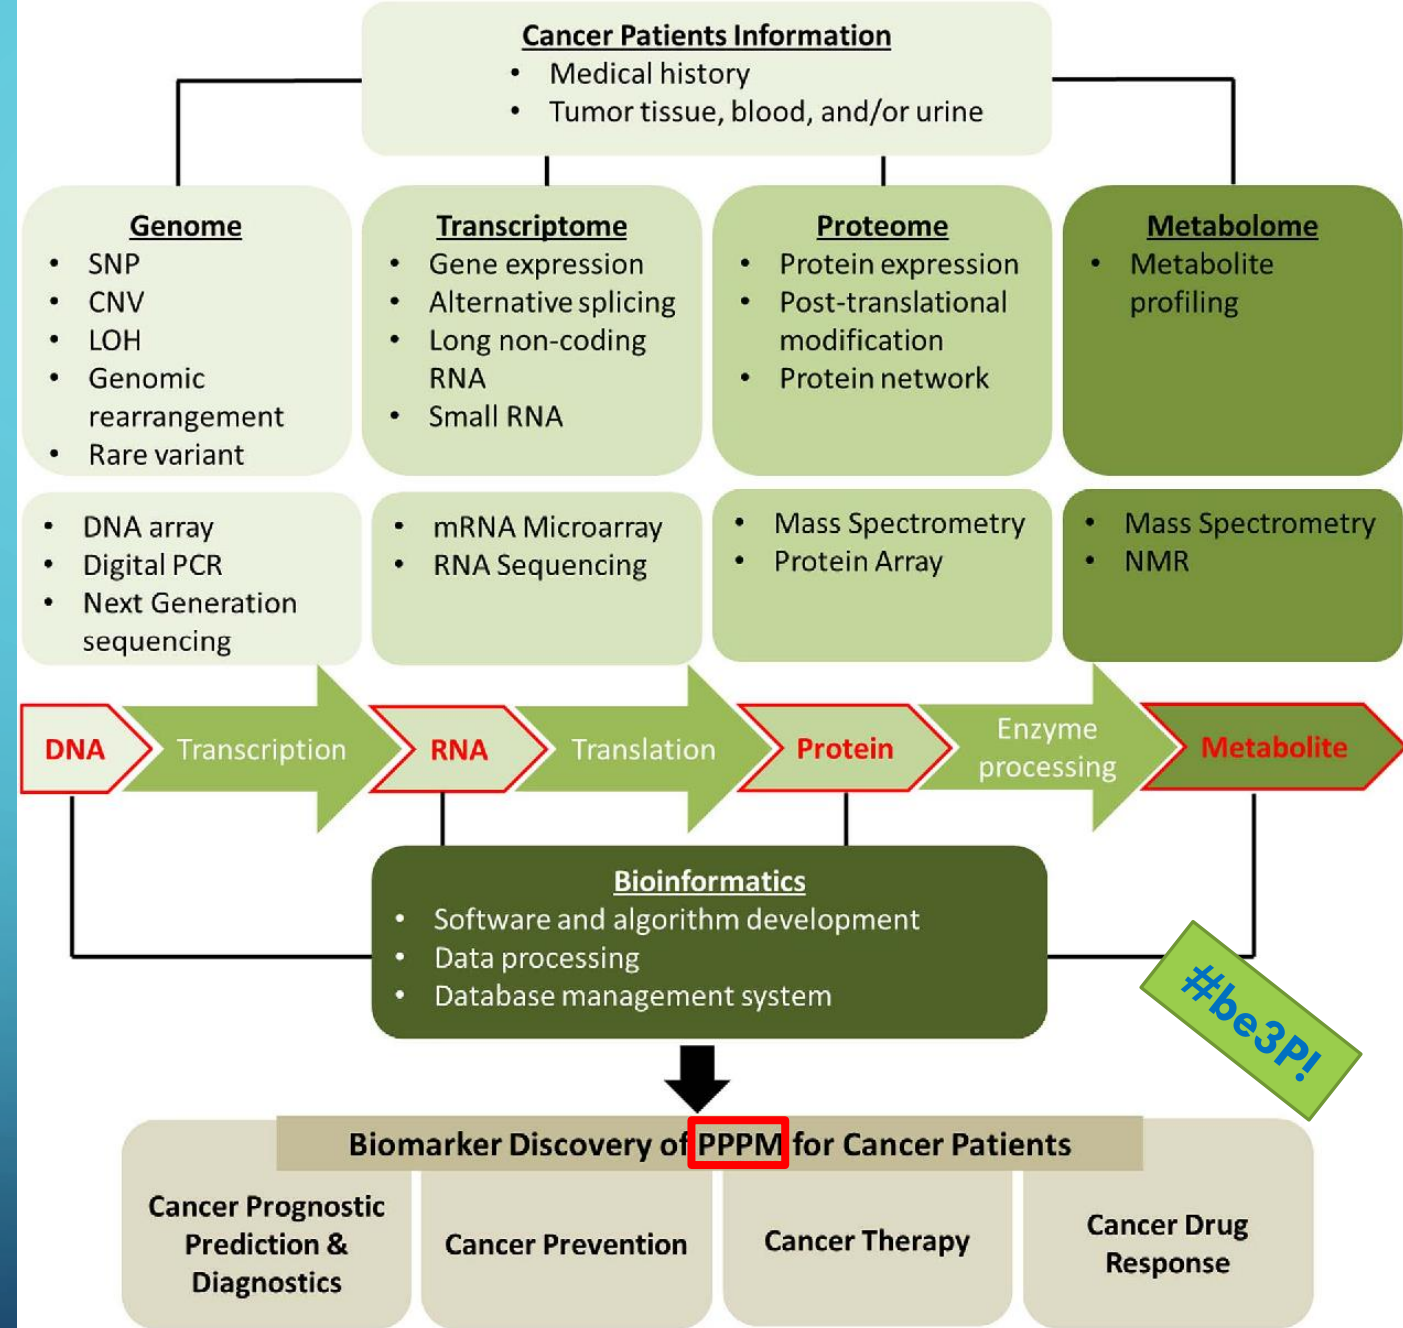 Cancer Patients Information
• Medical history
• Tumor tissue, blood, and/or urine
Genome
• SNP
• CNV
• LOH
• Genomic
rearrangement
• Rare variant
Transcriptome
• Gene expression
• Alternative splicing
• Long non-coding
RNA
• Small RNA
Proteome
• Protein expression
• Post-translational
modification
• Protein network
Metabolome
• Metabolite
profiling
• DNA array
• Digital PCR
• Next Generation
sequencing
• mRNA Microarray
• RNA Sequencing
• Mass Spectrometry
• Protein Array
• Mass Spectrometry
• NMR
DNA
Transcription
RNA
Translation
Protein
Enzyme
processing
Metabolite
Bioinformatics
• Software and algorithm development
• Data processing
• Database management system
#be3P!
Biomarker Discovery of PPPM for Cancer Patients
Cancer Prognostic
Prediction &
Diagnostics
Cancer Prevention
Cancer Therapy
Cancer Drug
Response